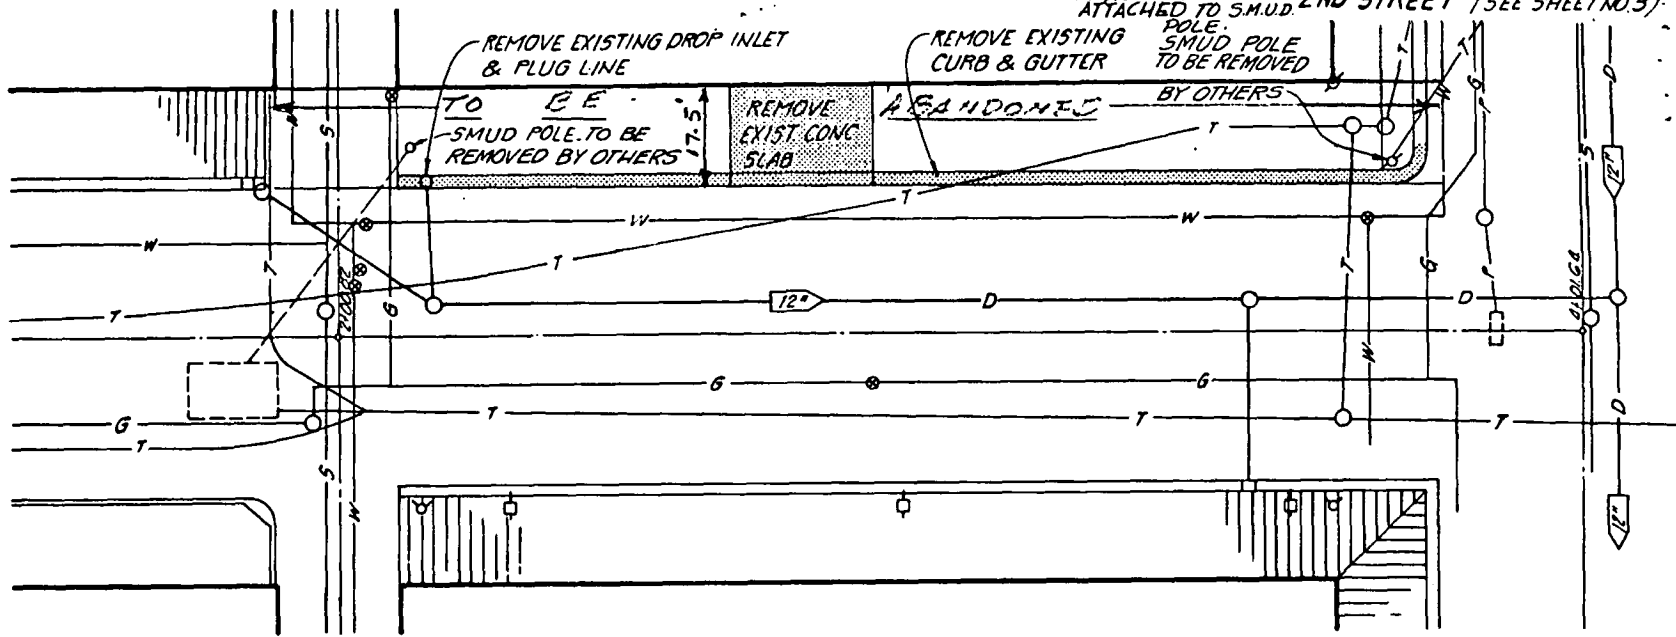 ATTACHED TO S.M.U.D. 2ND STREET (SEE SHEET NO.3)
POLE.
SMUD POLE
TO BE REMOVED
BY OTHERS
REMOVE EXISTING DROP INLET
& PLUG LINE
REMOVE EXISTING
CURB & GUTTER
TO BE ABANDONED
SMUD POLE TO BE
REMOVED BY OTHERS
17.5'
REMOVE
EXIST CONC
SLAB
W
S
T
T
G
P
D
12"
S
T
T
W
W
W
T
T
T
G
12"
D
D
T
G
P
W
G
G
T
T
T
G
T
S
W
D
12"